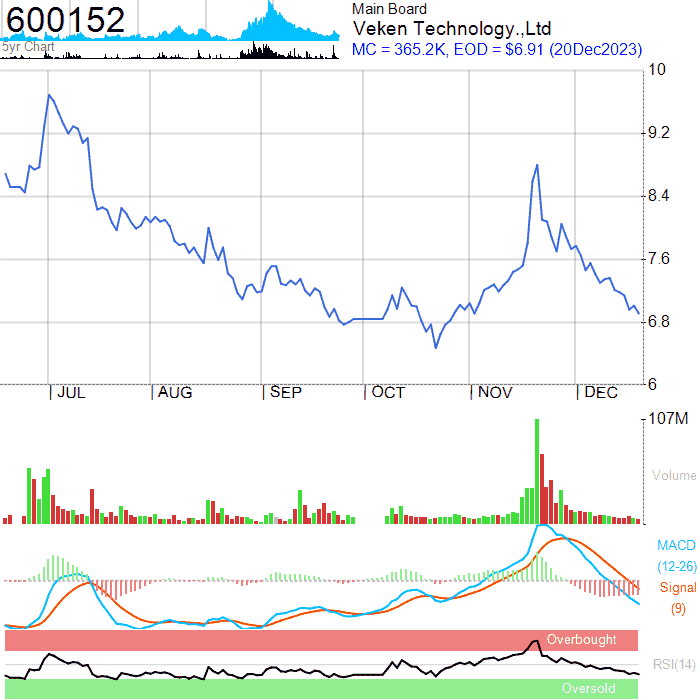 600152
5yr Chart
Main Board
Veken Technology.,Ltd
MC = 365.2K, EOD = $6.91 (20Dec2023)
10
9.2
8.4
7.6
6.8
6
JUL AUG SEP OCT NOV DEC
107M
Volume
MACD
(12-26)
Signal
(9)
Overbought
RSI(14)
Oversold